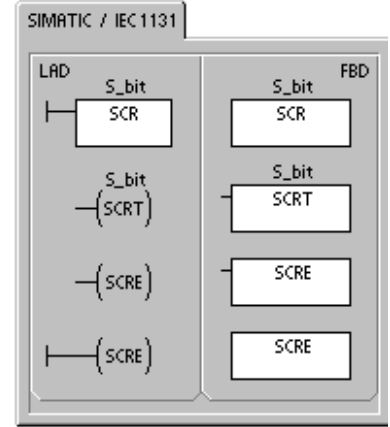 SIMATIC / IEC1131
LAD
S_bit
SCR
S_bit
SCRT
SCRE
SCRE
FBD
S_bit
SCR
S_bit
SCRT
SCRE
SCRE